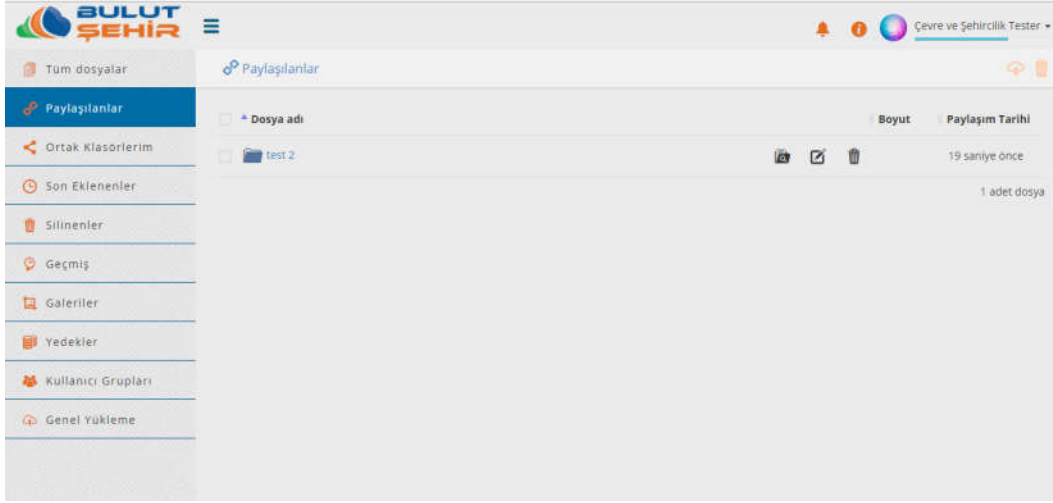 BULUT
ŞEHİR
Çevre ve Şehircilik Tester
Tüm dosyalar
Paylaşılanlar
Ortak Klasörlerim
Son Eklenenler
Silinenler
Geçmiş
Galeriler
Yedekler
Kullanıcı Grupları
Genel Yükleme
Paylaşılanlar
Dosya adı Boyut Paylaşım Tarihi
test 2 19 saniye önce
1 adet dosya